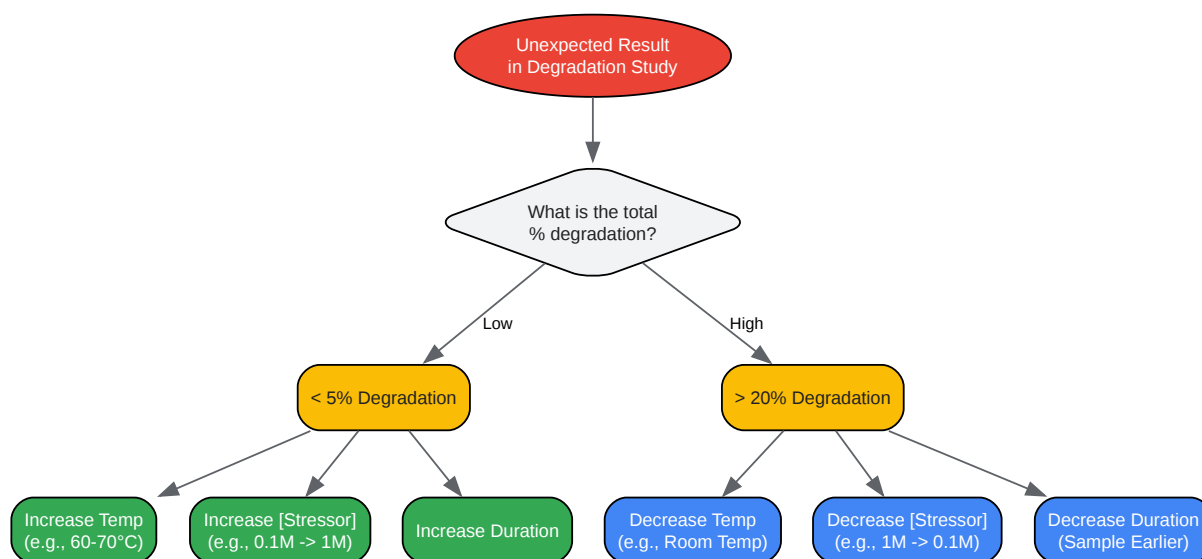 Unexpected Result
in Degradation Study
What is the total
% degradation?
Low
High
< 5% Degradation
> 20% Degradation
Increase Temp
(e.g., 60-70°C)
Increase [Stressor]
(e.g., 0.1M -> 1M)
Increase Duration
Decrease Temp
(e.g., Room Temp)
Decrease [Stressor]
(e.g., 1M -> 0.1M)
Decrease Duration
(Sample Earlier)